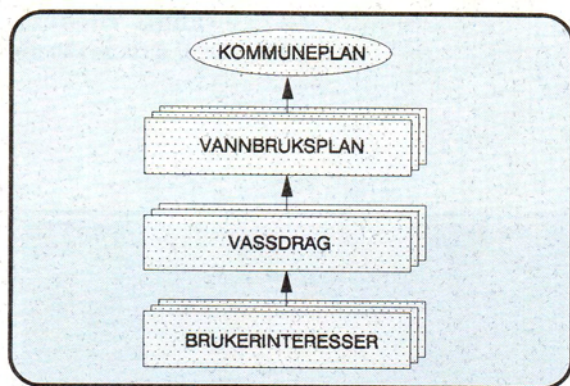 KOMMUNEPLAN
VANNBRUKSPLAN
VASSDRAG
BRUKERINTERESSER